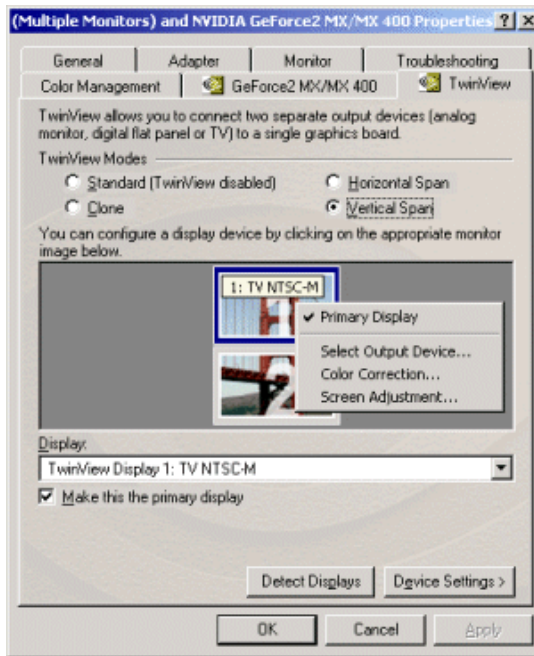 (Multiple Monitors) and NVIDIA GeForce2 MX/MX 400 Properties
General Adapter Monitor Troubleshooting
Color Management GeForce2 MX/MX 400 TwinView
TwinView allows you to connect two separate output devices (analog
monitor, digital flat panel or TV) to a single graphics board.
TwinView Modes
Standard (TwinView disabled) Horizontal Span
Clone Vertical Span
You can configure a display device by clicking on the appropriate monitor
image below.
1: TV NTSC-M
Primary Display
Select Output Device...
Color Correction...
Screen Adjustment...
2
Display:
TwinView Display 1: TV NTSC-M
Make this the primary display
Detect Displays Device Settings >
OK Cancel Apply